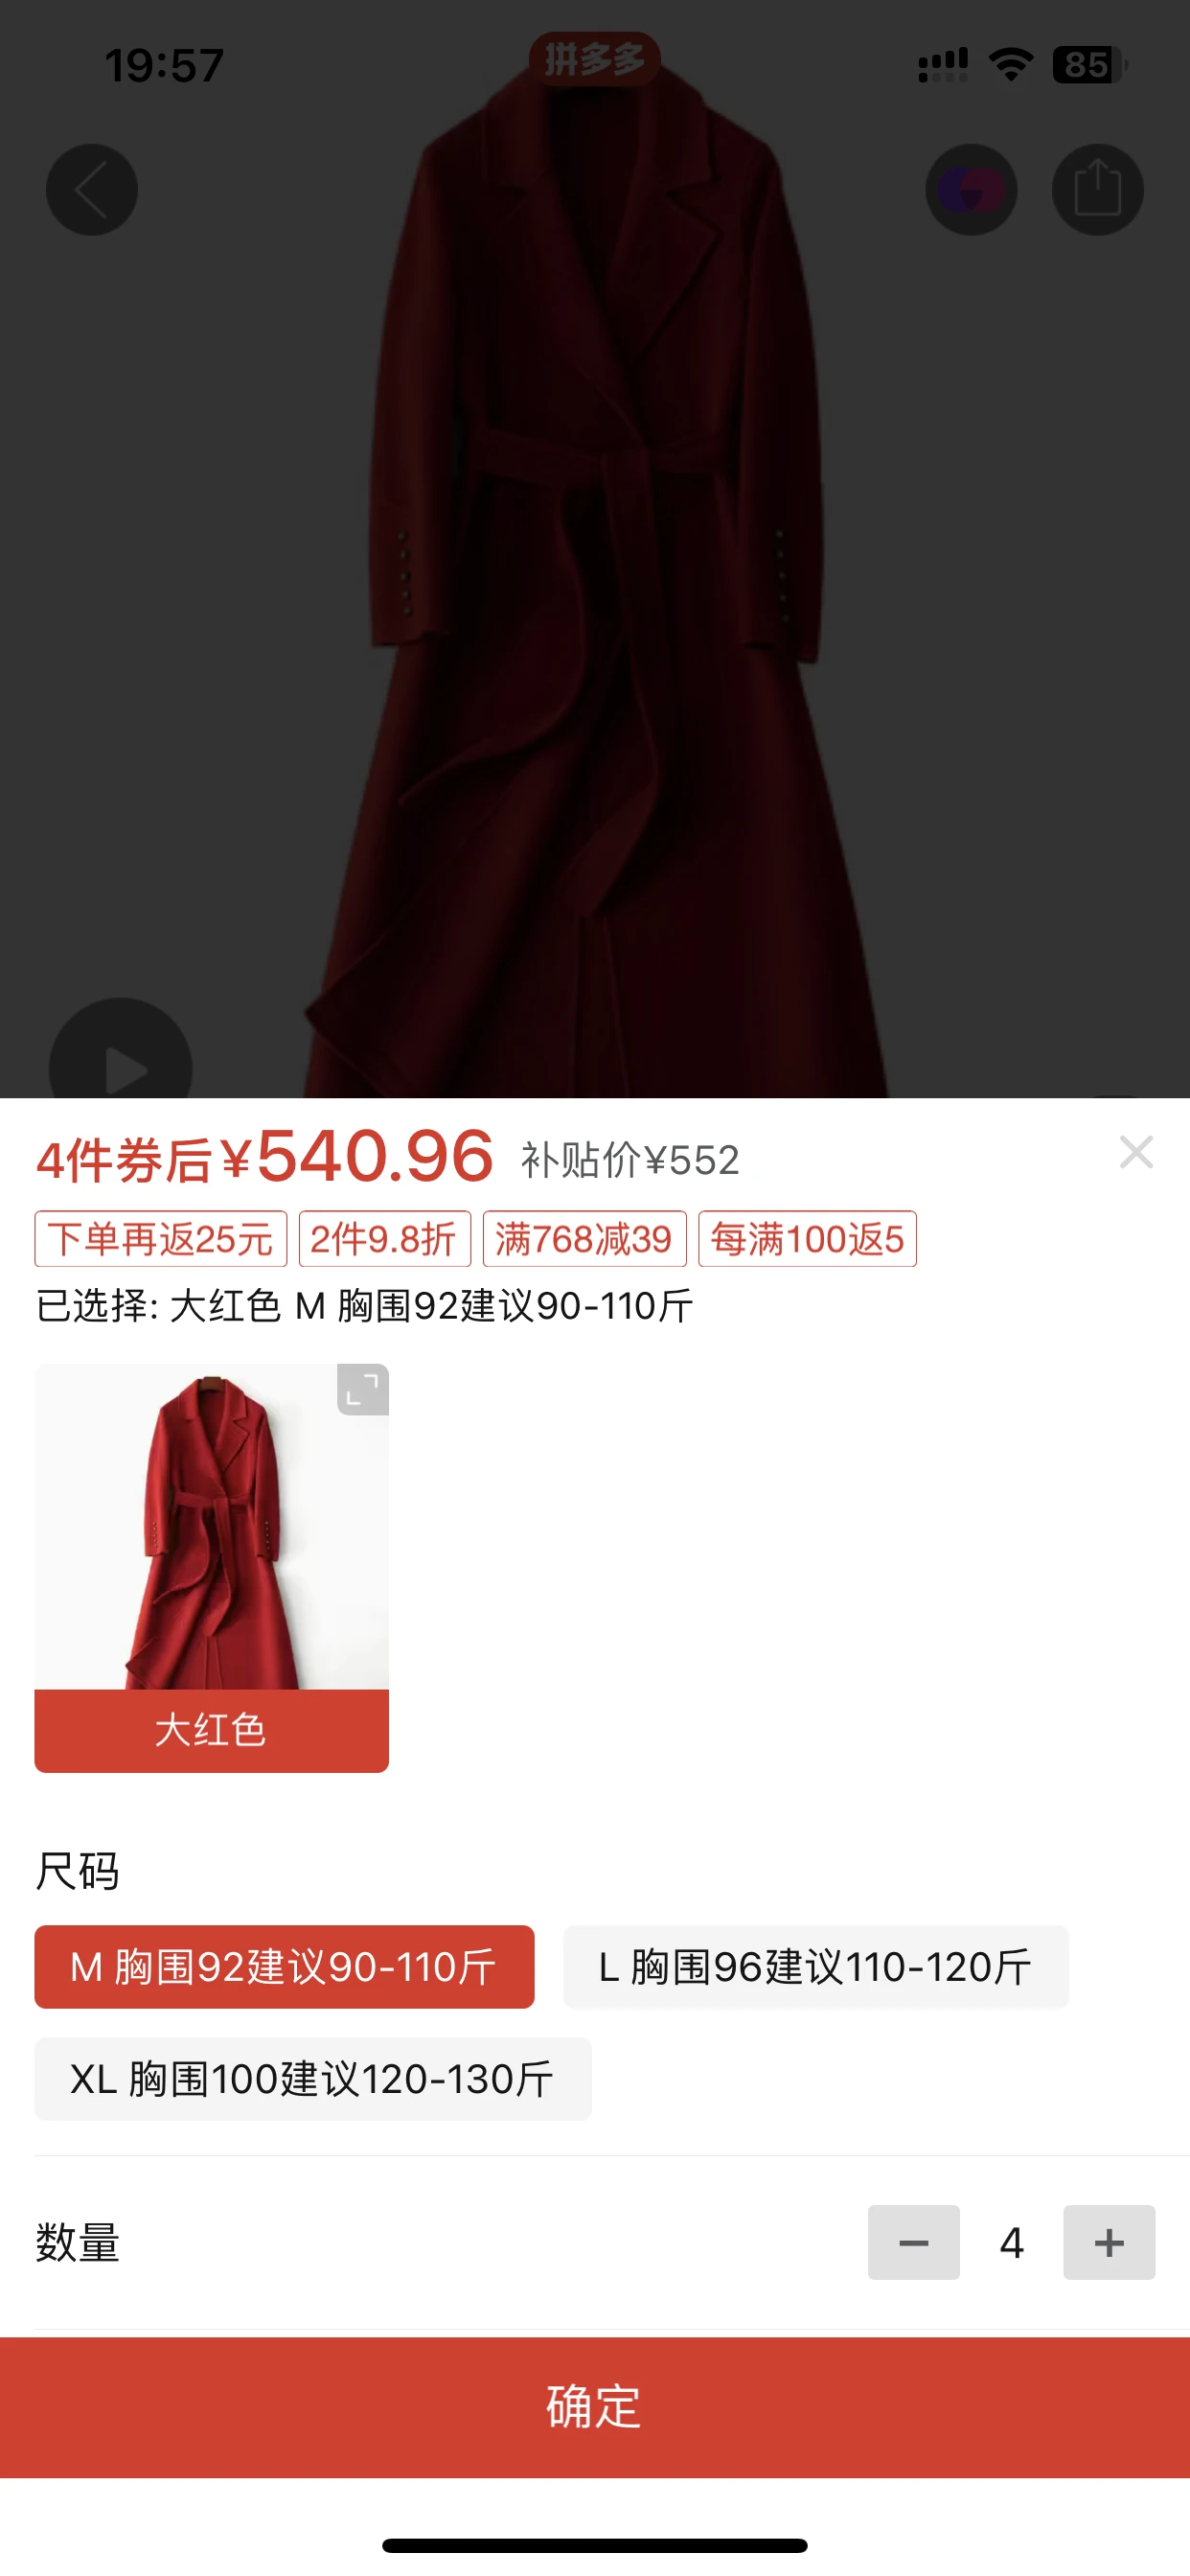 19:57
拼多多
85
4件券后¥540.96 补贴价¥552
下单再返25元 2件9.8折 满768减39 每满100返5
已选择: 大红色 M 胸围92建议90-110斤
大红色
尺码
M 胸围92建议90-110斤 L 胸围96建议110-120斤
XL 胸围100建议120-130斤
数量 4
确定